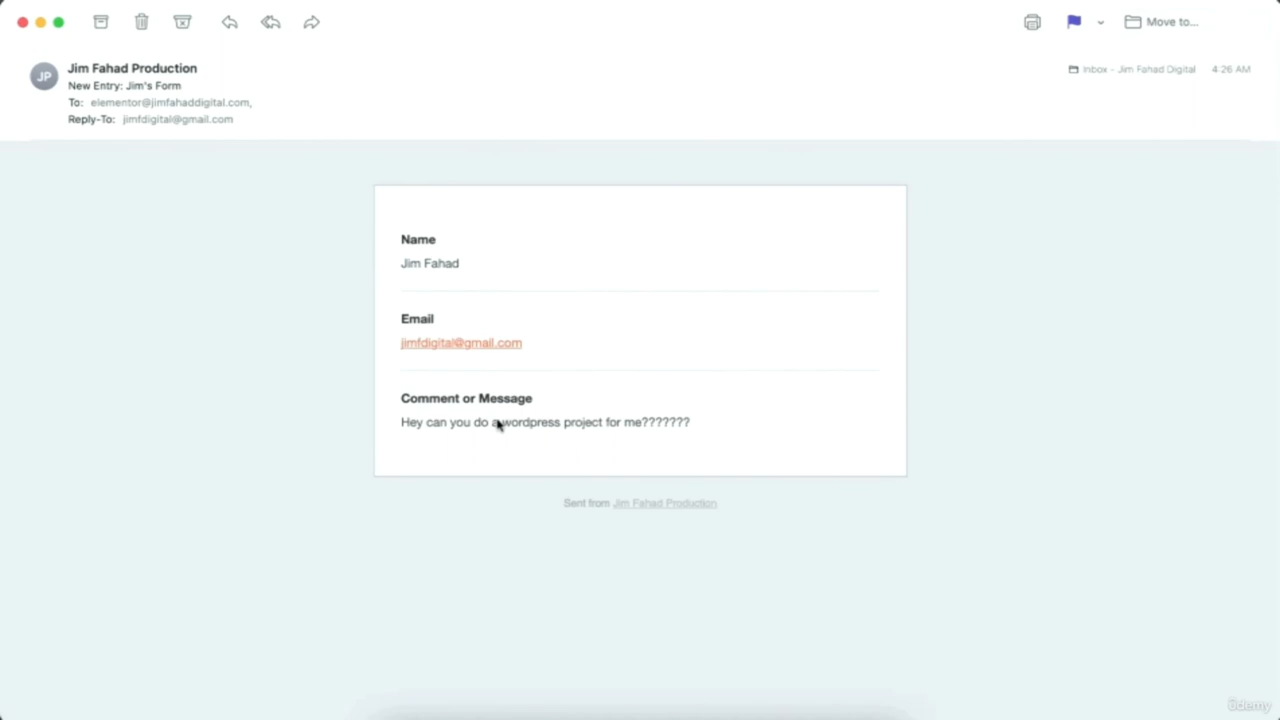 Move to...
JP
Jim Fahad Production
New Entry: Jim's Form
To: elementor@jimfahaddigital.com,
Reply-To: jimfdigital@gmail.com
Inbox - Jim Fahad Digital 4:26 AM
Name
Jim Fahad
Email
jimfdigital@gmail.com
Comment or Message
Hey can you do a wordpress project for me???????
Sent from Jim Fahad Production
ûdemy